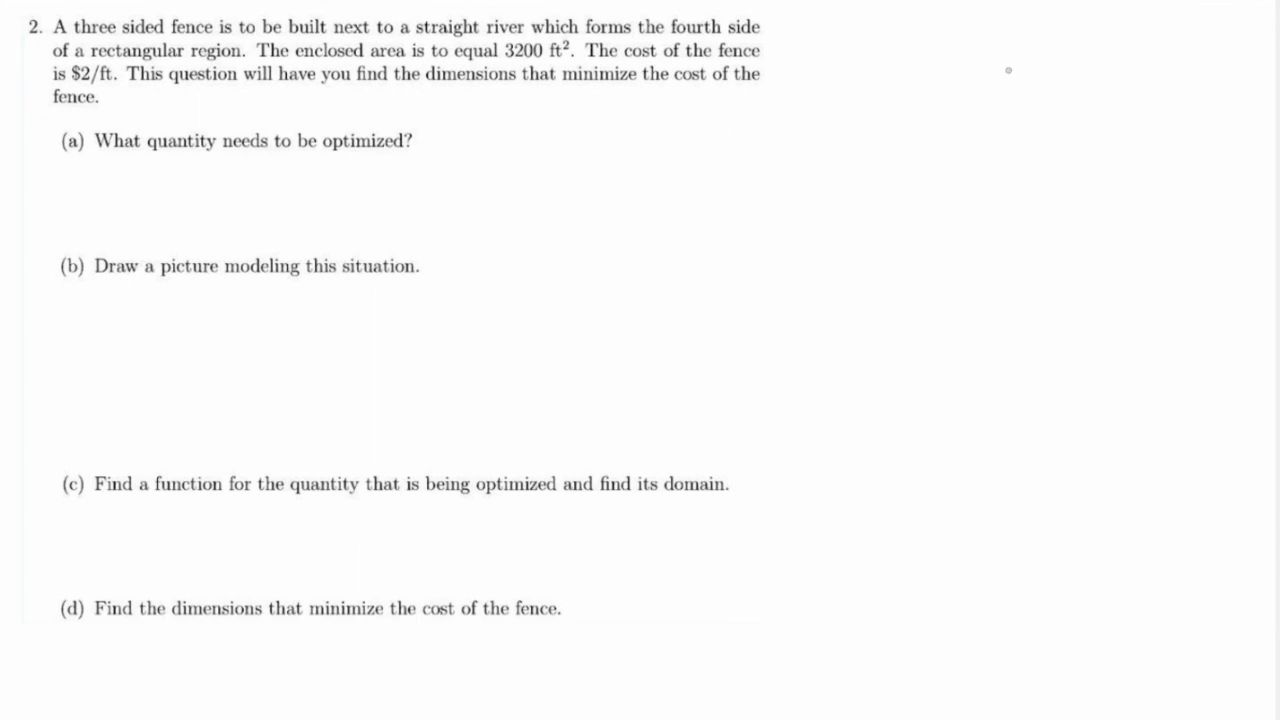 2. A three sided fence is to be built next to a straight river which forms the fourth side
of a rectangular region. The enclosed area is to equal 3200 ft². The cost of the fence
is $2/ft. This question will have you find the dimensions that minimize the cost of the
fence.
(a) What quantity needs to be optimized?
(b) Draw a picture modeling this situation.
(c) Find a function for the quantity that is being optimized and find its domain.
(d) Find the dimensions that minimize the cost of the fence.